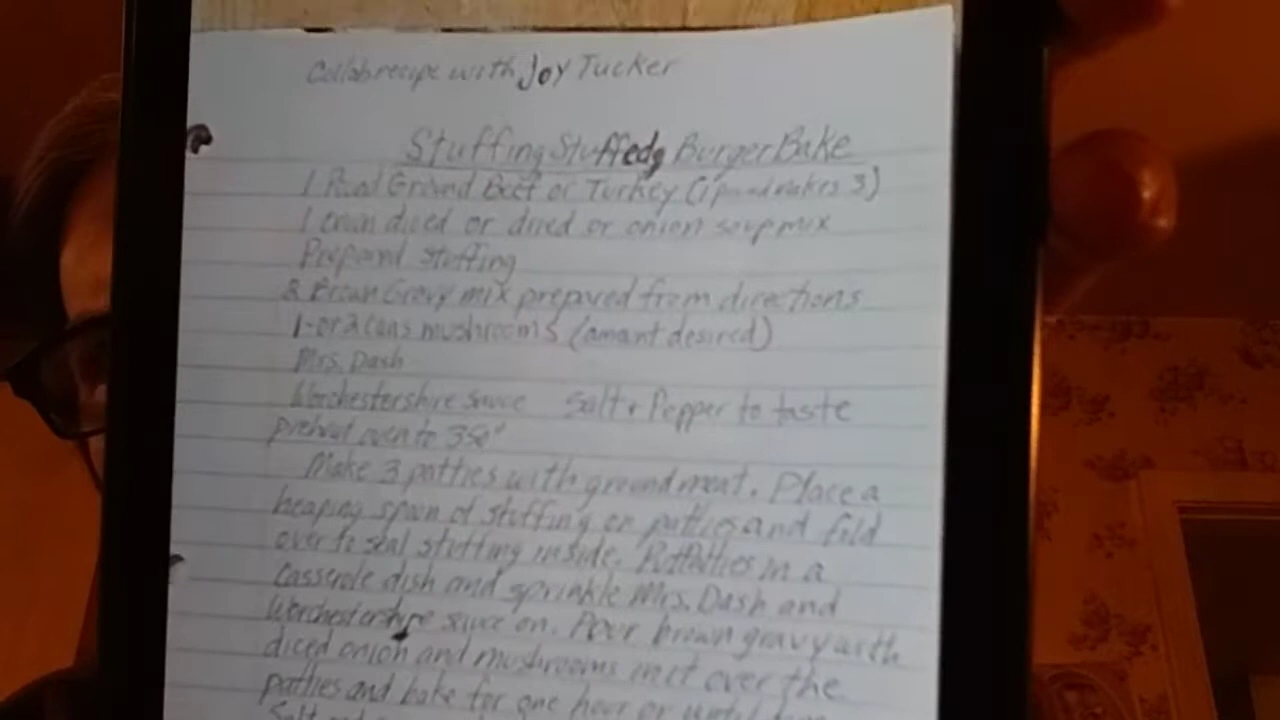 Collab recipe with Joy Tucker
Stuffing Stuffed Burger Bake
1 Pound Ground Beef or Turkey (1 pound makes 3)
1 onion diced or dried or onion soup mix
Prepared stuffing
2 Brown Gravy mix prepared from directions
1-or 2 cans mushrooms (amant desired)
Mrs. Dash
Worchestershire sauce Salt + Pepper to taste
preheat oven to 350°
Make 3 patties with ground meat. Place a
heaping spoon of stuffing on patties and fold
over to seal stuffing inside. Put Patties in a
casserole dish and sprinkle Mrs. Dash and
Worchestershire sauce on. Pour brown gravy with
diced onion and mushrooms over the
patties and bake for one hour or until
Salt